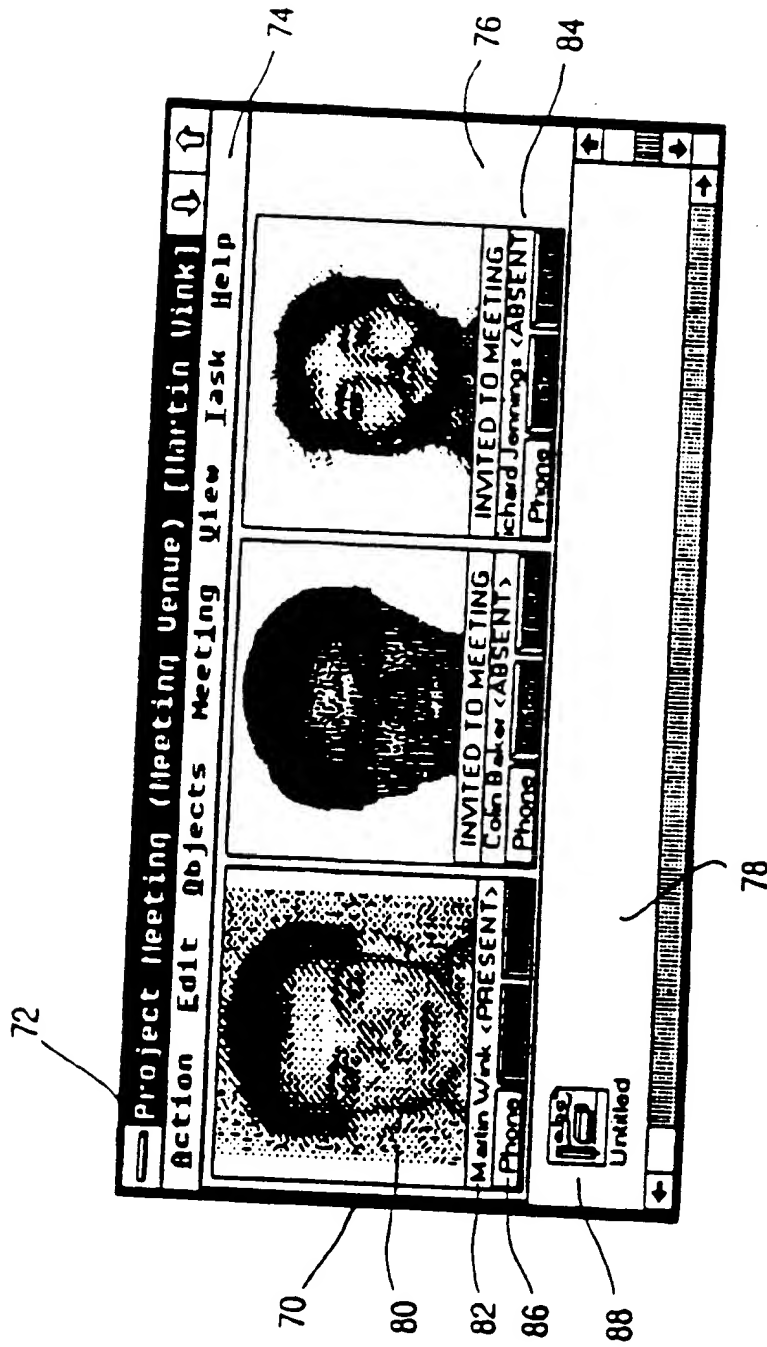 72
Project Meeting (Meeting Venue) [Martin Wink]
Action Edit Objects Meeting View Task Help
74
70
76
80
INVITED TO MEETING
INVITED TO MEETING
82
Martin Wink <PRESENT>
Colin Baker <ABSENT>
ichard Jennings <ABSENT
84
86
Phone
Phone
Phone
88
Untitled
78